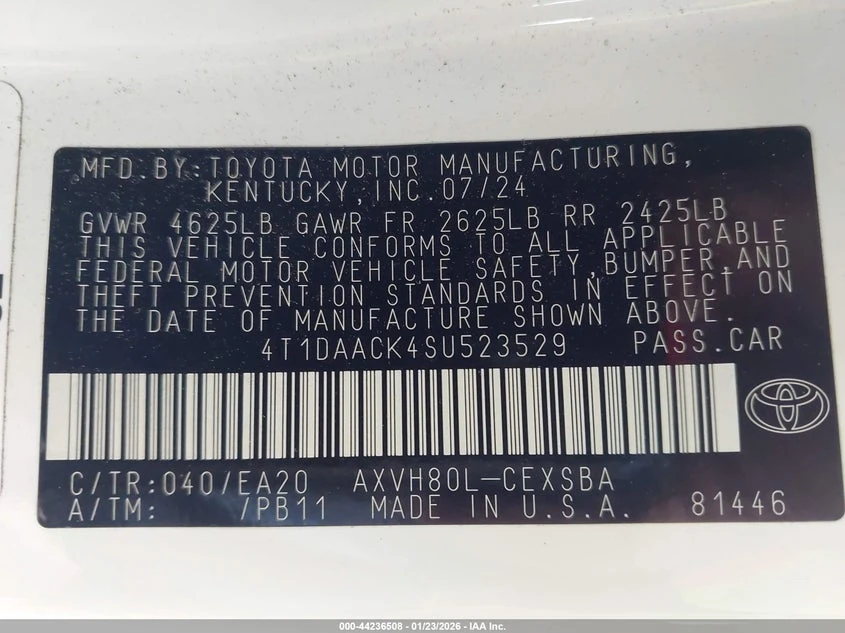 MFD.BY:TOYOTA MOTOR MANUFACTURING,
KENTUCKY,INC.07/24
GVWR 4625LB GAWR FR 2625LB RR 2425LB
THIS VEHICLE CONFORMS TO ALL APPLICABLE
FEDERAL MOTOR VEHICLE SAFETY,BUMPER,AND
THEFT PREVENTION STANDARDS IN EFFECT ON
THE DATE OF MANUFACTURE SHOWN ABOVE.
4T1DAACK4SU523529 PASS.CAR
C/TR:040/EA20 AXVH80L-CEXSBA
A/TM: /PB11 MADE IN U.S.A. 81446
000-44236508 - 01/23/2026 - IAA Inc.